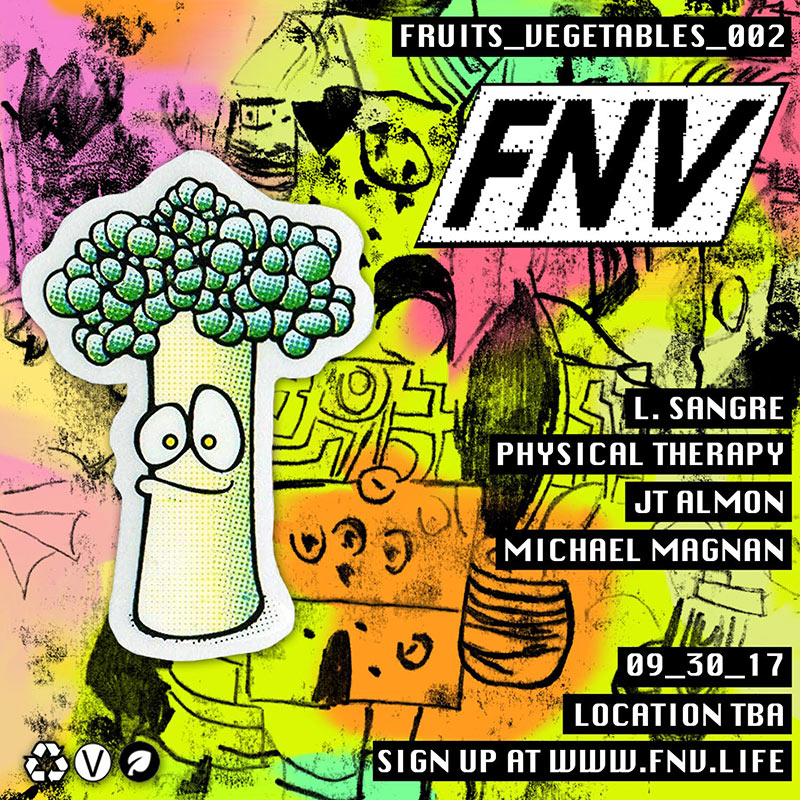 FRUITS_VEGETABLES_002
FNV
L. SANGRE
PHYSICAL THERAPY
JT ALMON
MICHAEL MAGNAN
09_30_17
LOCATION TBA
SIGN UP AT WWW.FNV.LIFE
V